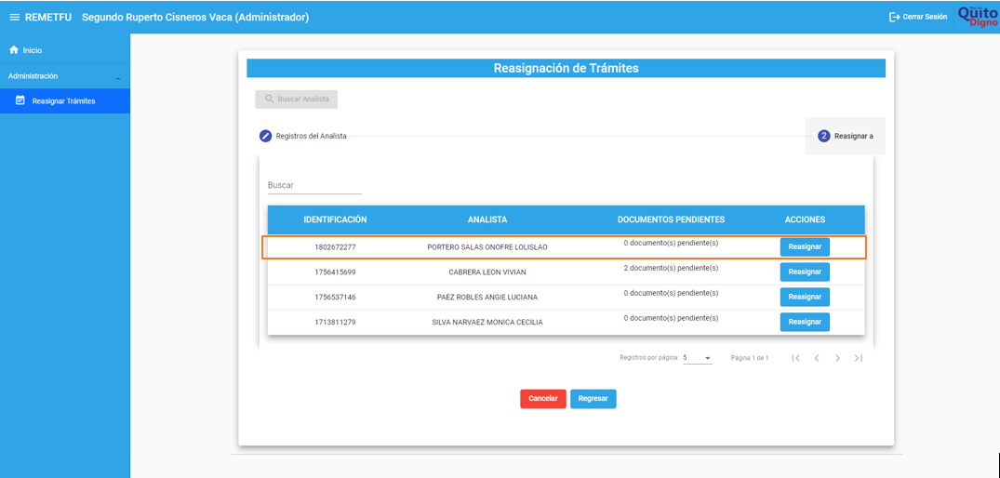 REMETFU Segundo Ruperto Cisneros Vaca (Administrador)
Cerrar Sesión
Por un
Quito
Digno
Inicio
Administración
Reasignar Trámites
Reasignación de Trámites
Buscar Analista
Registros del Analista
2 Reasignar a
Buscar
IDENTIFICACIÓN ANALISTA DOCUMENTOS PENDIENTES ACCIONES
1802672277 PORTERO SALAS ONOFRE LOLISLAO 0 documento(s) pendiente(s) Reasignar
1756415699 CABRERA LEON VIVIAN 2 documento(s) pendiente(s) Reasignar
1756537146 PAEZ ROBLES ANGIE LUCIANA 0 documento(s) pendiente(s) Reasignar
1713811279 SILVA NARVAEZ MONICA CECILIA 0 documento(s) pendiente(s) Reasignar
Registros por página: 5 Página 1 de 1
Cancelar Regresar